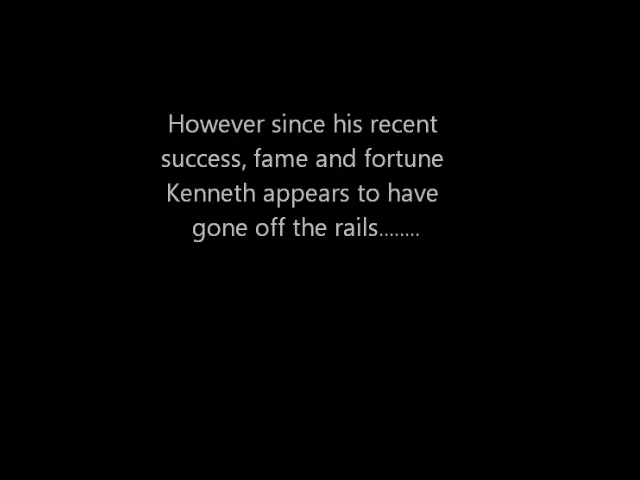 However since his recent
success, fame and fortune
Kenneth appears to have
gone off the rails........